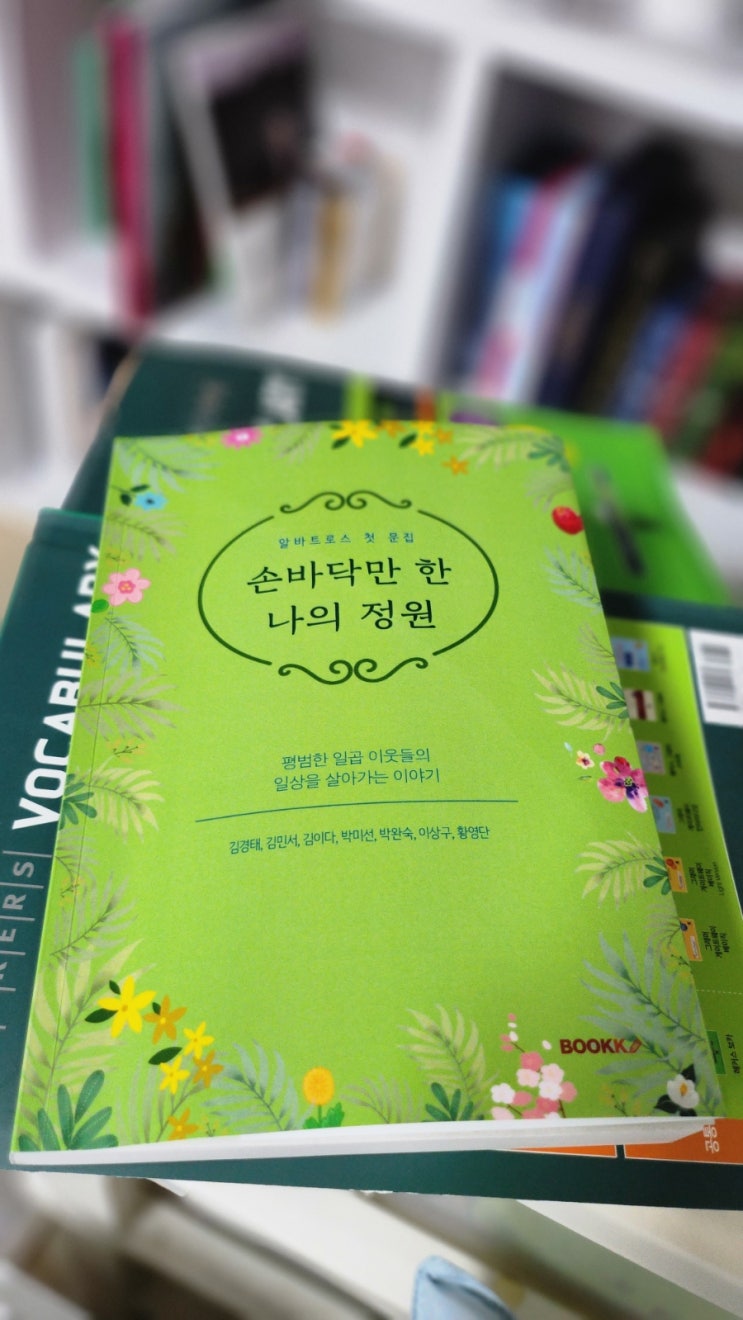 알바트로스 첫 문집
손바닥만 한
나의 정원
평범한 일곱 이웃들의
일상을 살아가는 이야기
김경태, 김민서, 김이다, 박미선, 박완숙, 이상구, 황영단
BOOKK
VOCABULARY
KERS
공통